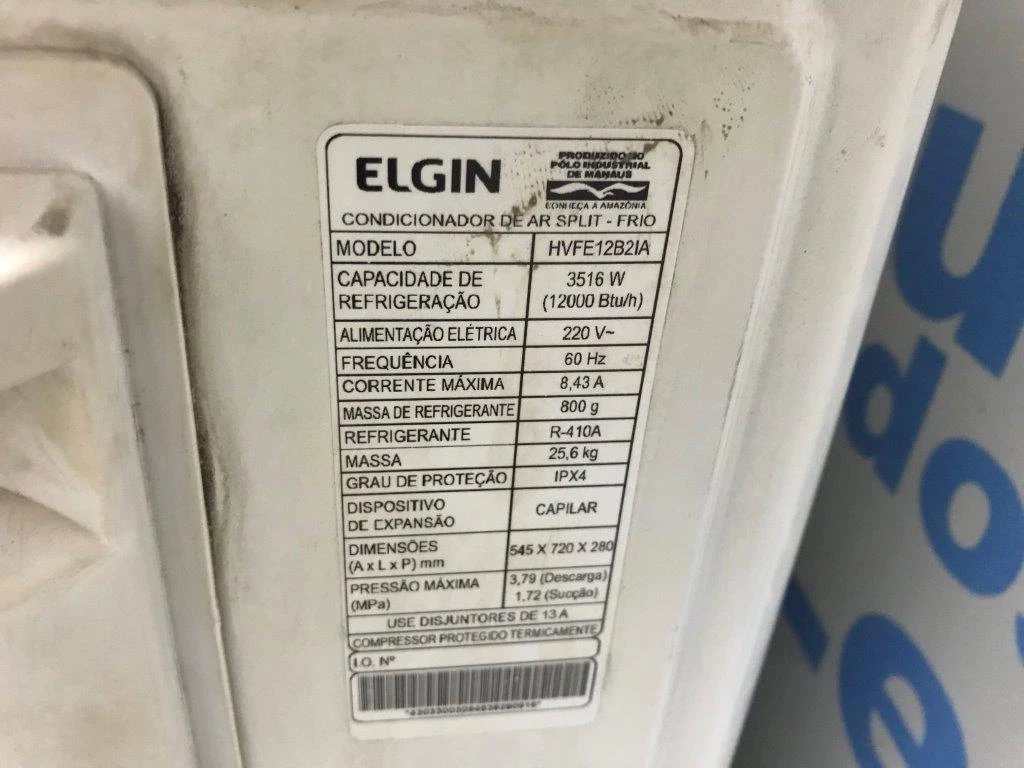 ELGIN
PRODUZIDO NO
PÓLO INDUSTRIAL
DE MANAUS
CONHEÇA A AMAZÔNIA
CONDICIONADOR DE AR SPLIT - FRIO
MODELO HVFE12B2IA
CAPACIDADE DE REFRIGERAÇÃO 3516 W (12000 Btu/h)
ALIMENTAÇÃO ELÉTRICA 220 V~
FREQUÊNCIA 60 Hz
CORRENTE MÁXIMA 8,43 A
MASSA DE REFRIGERANTE 800 g
REFRIGERANTE R-410A
MASSA 25,6 kg
GRAU DE PROTEÇÃO IPX4
DISPOSITIVO DE EXPANSÃO CAPILAR
DIMENSÕES (A x L x P) mm 545 X 720 X 280
PRESSÃO MÁXIMA (MPa) 3,79 (Descarga) 1,72 (Sucção)
USE DISJUNTORES DE 13 A
COMPRESSOR PROTEGIDO TERMICAMENTE
I.O. Nº